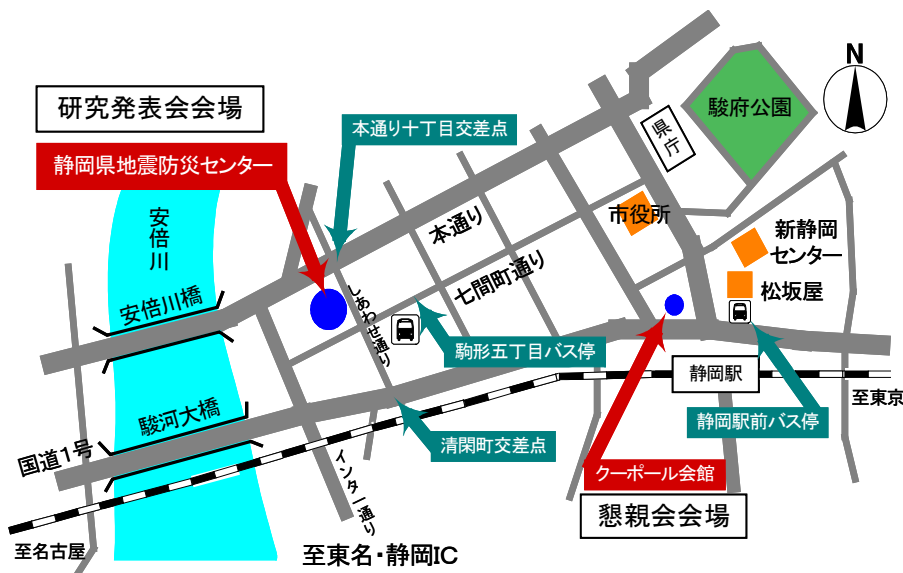 N
研究発表会会場
静岡県地震防災センター
本通り十丁目交差点
駿府公園
県庁
安倍川
市役所
本通り
新静岡
センター
七間町通り
松坂屋
しあわせ通り
安倍川橋
駒形五丁目バス停
静岡駅
至東京
駿河大橋
静岡駅前バス停
清閑町交差点
国道1号
クーポール会館
インター通り
懇親会会場
至名古屋
至東名・静岡IC